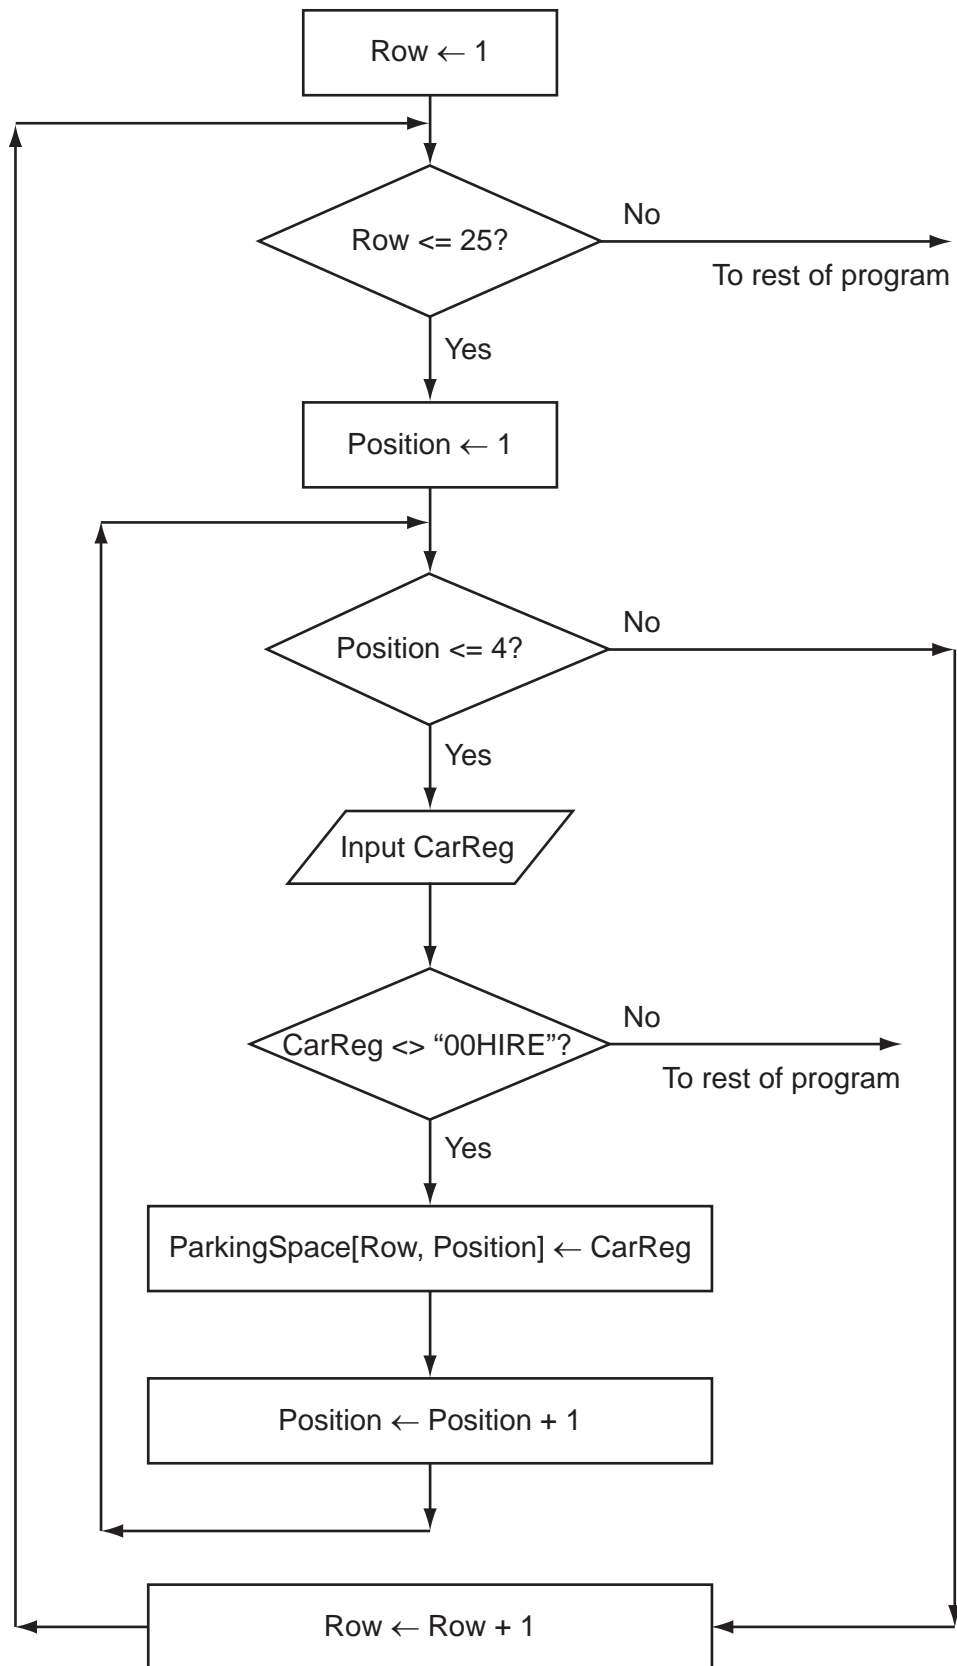 Row ← 1
Row <= 25?
No
To rest of program
Yes
Position ← 1
Position <= 4?
No
Yes
Input CarReg
CarReg <> “00HIRE”?
No
To rest of program
Yes
ParkingSpace[Row, Position] ← CarReg
Position ← Position + 1
Row ← Row + 1